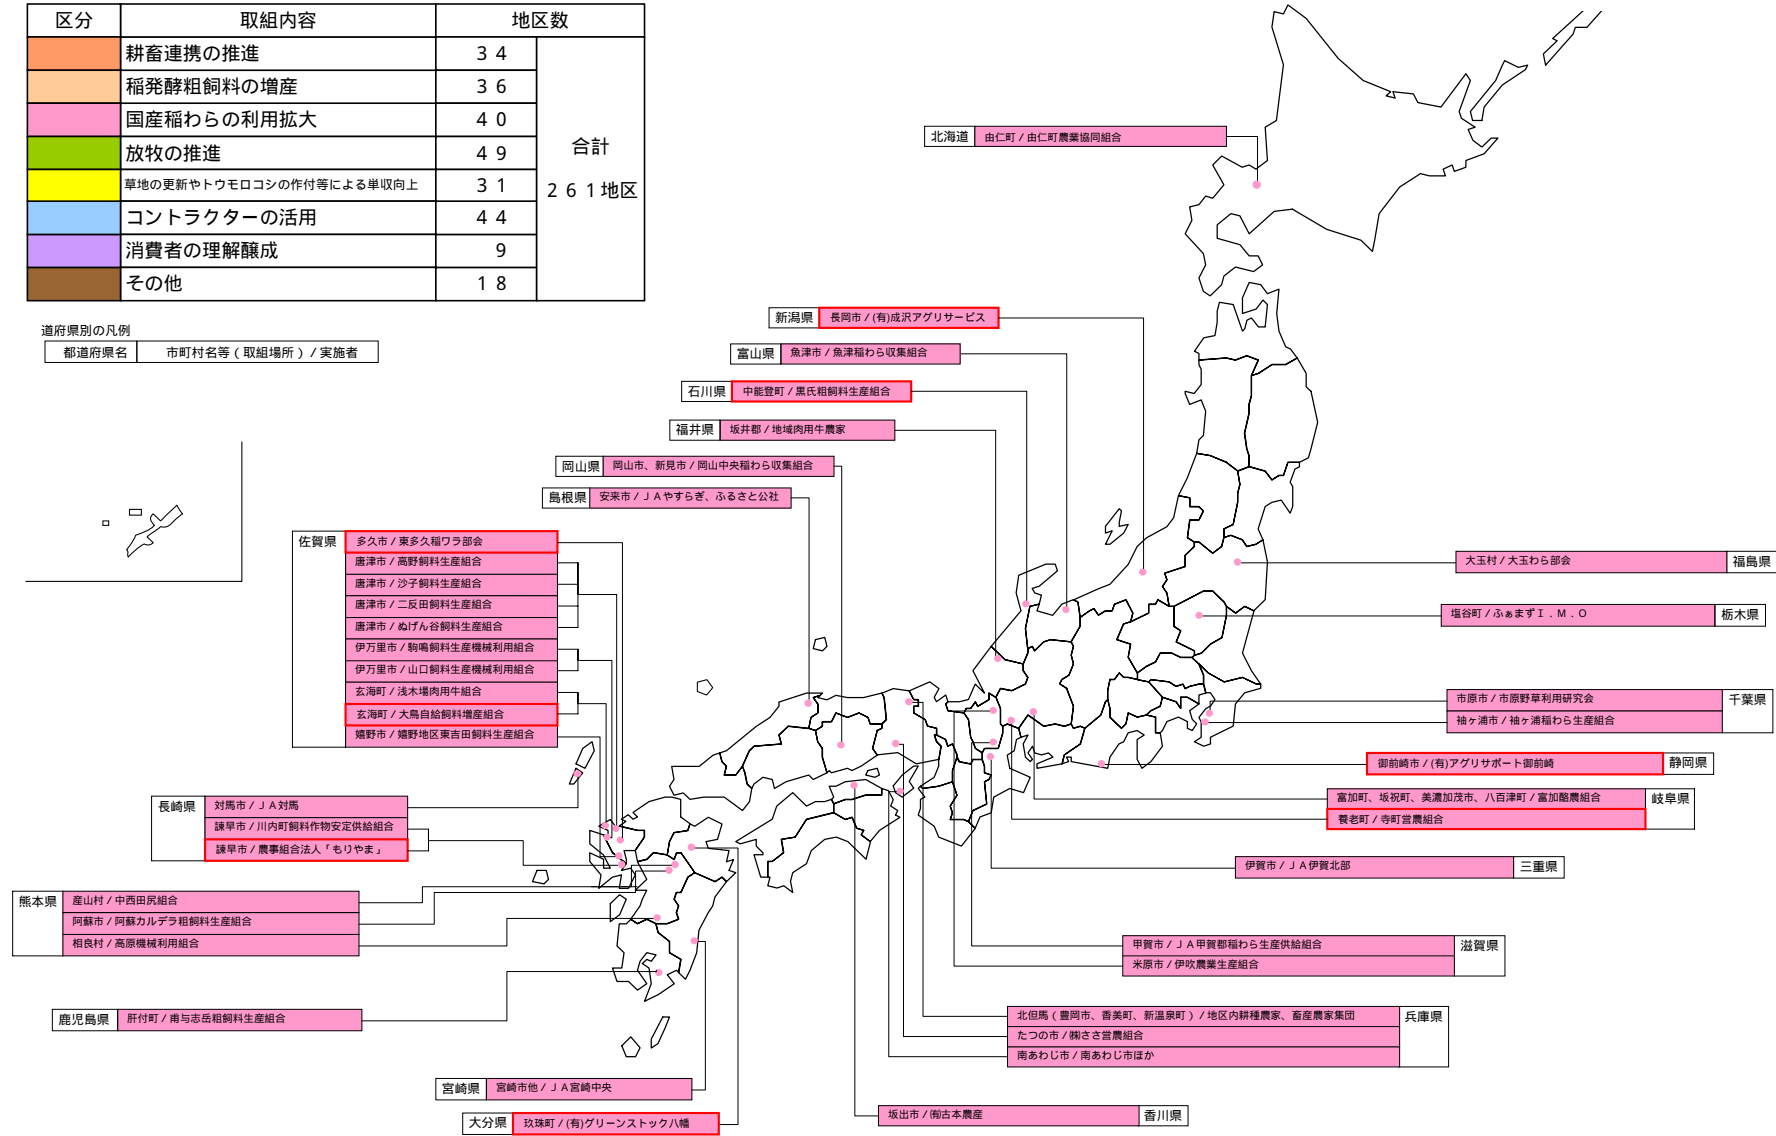 区分 取組内容 地区数
耕畜連携の推進 ３４
稲発酵粗飼料の増産 ３６
国産稲わらの利用拡大 ４０
放牧の推進 ４９
草地の更新やトウモロコシの作付等による単収向上 ３１
コントラクターの活用 ４４
消費者の理解醸成 ９
その他 １８
合計
２６１地区
道府県別の凡例
都道府県名 市町村名等（取組場所）/ 実施者
北海道 由仁町 / 由仁町農業協同組合
新潟県 長岡市 / (有)成沢アグリサービス
富山県 魚津市 / 魚津稲わら収集組合
石川県 中能登町 / 黒氏粗飼料生産組合
福井県 坂井郡 / 地域肉用牛農家
岡山県 岡山市、新見市 / 岡山中央稲わら収集組合
島根県 安来市 / ＪＡやすらぎ、ふるさと公社
佐賀県 多久市 / 東多久稲ワラ部会
唐津市 / 高野飼料生産組合
唐津市 / 沙子飼料生産組合
唐津市 / 二反田飼料生産組合
唐津市 / ぬげん谷飼料生産組合
伊万里市 / 駒鳴飼料生産機械利用組合
伊万里市 / 山口飼料生産機械利用組合
玄海町 / 浅木場肉用牛組合
玄海町 / 大鳥自給飼料増産組合
嬉野市 / 嬉野地区東吉田飼料生産組合
長崎県 対馬市 / ＪＡ対馬
諫早市 / 川内町飼料作物安定供給組合
諫早市 / 農事組合法人「もりやま」
熊本県 産山村 / 中西田尻組合
阿蘇市 / 阿蘇カルデラ粗飼料生産組合
相良村 / 高原機械利用組合
鹿児島県 肝付町 / 甫与志岳粗飼料生産組合
宮崎県 宮崎市他 / ＪＡ宮崎中央
大分県 玖珠町 / (有)グリーンストック八幡
大玉村 / 大玉わら部会 福島県
塩谷町 / ふぁまずＩ．Ｍ．Ｏ 栃木県
市原市 / 市原野草利用研究会 千葉県
袖ヶ浦市 / 袖ヶ浦稲わら生産組合
御前崎市 / (有)アグリサポート御前崎 静岡県
富加町、坂祝町、美濃加茂市、八百津町 / 富加酪農組合 岐阜県
養老町 / 寺町営農組合
伊賀市 / ＪＡ伊賀北部 三重県
甲賀市 / ＪＡ甲賀郡稲わら生産供給組合 滋賀県
米原市 / 伊吹農業生産組合
北但馬（豊岡市、香美町、新温泉町）/ 地区内耕種農家、畜産農家集団 兵庫県
たつの市 / ㈱ささ営農組合
南あわじ市 / 南あわじ市ほか
坂出市 / ㈲古本農産 香川県